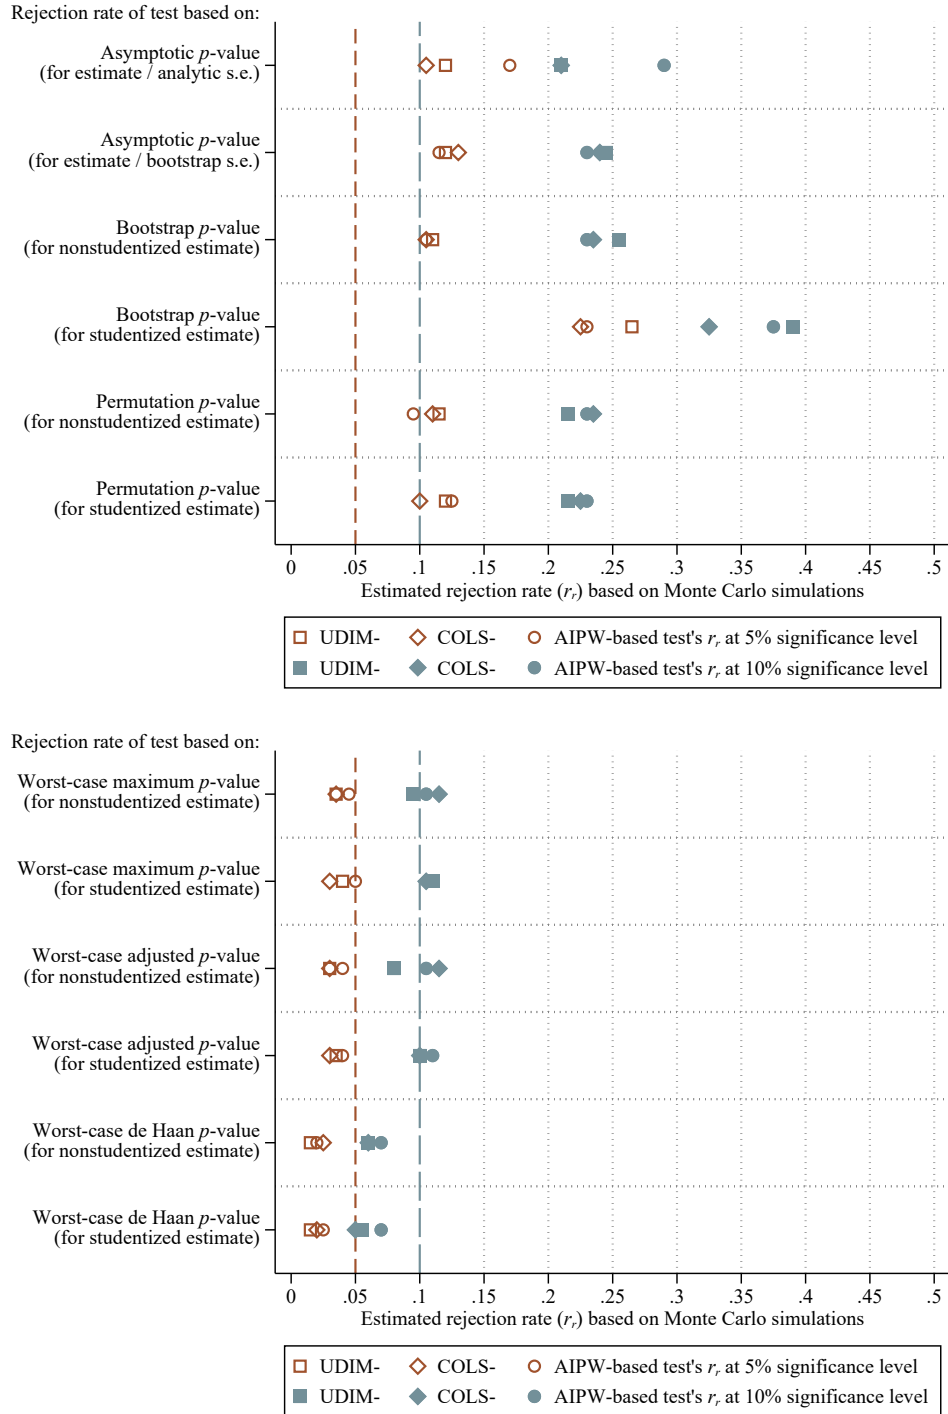 Rejection rate of test based on:
Asymptotic p-value
(for estimate / analytic s.e.)
Asymptotic p-value
(for estimate / bootstrap s.e.)
Bootstrap p-value
(for nonstudentized estimate)
Bootstrap p-value
(for studentized estimate)
Permutation p-value
(for nonstudentized estimate)
Permutation p-value
(for studentized estimate)
0 .05 .1 .15 .2 .25 .3 .35 .4 .45 .5
Estimated rejection rate (rᵣ) based on Monte Carlo simulations
UDIM- COLS- AIPW-based test's rᵣ at 5% significance level
UDIM- COLS- AIPW-based test's rᵣ at 10% significance level
Rejection rate of test based on:
Worst-case maximum p-value
(for nonstudentized estimate)
Worst-case maximum p-value
(for studentized estimate)
Worst-case adjusted p-value
(for nonstudentized estimate)
Worst-case adjusted p-value
(for studentized estimate)
Worst-case de Haan p-value
(for nonstudentized estimate)
Worst-case de Haan p-value
(for studentized estimate)
0 .05 .1 .15 .2 .25 .3 .35 .4 .45 .5
Estimated rejection rate (rᵣ) based on Monte Carlo simulations
UDIM- COLS- AIPW-based test's rᵣ at 5% significance level
UDIM- COLS- AIPW-based test's rᵣ at 10% significance level